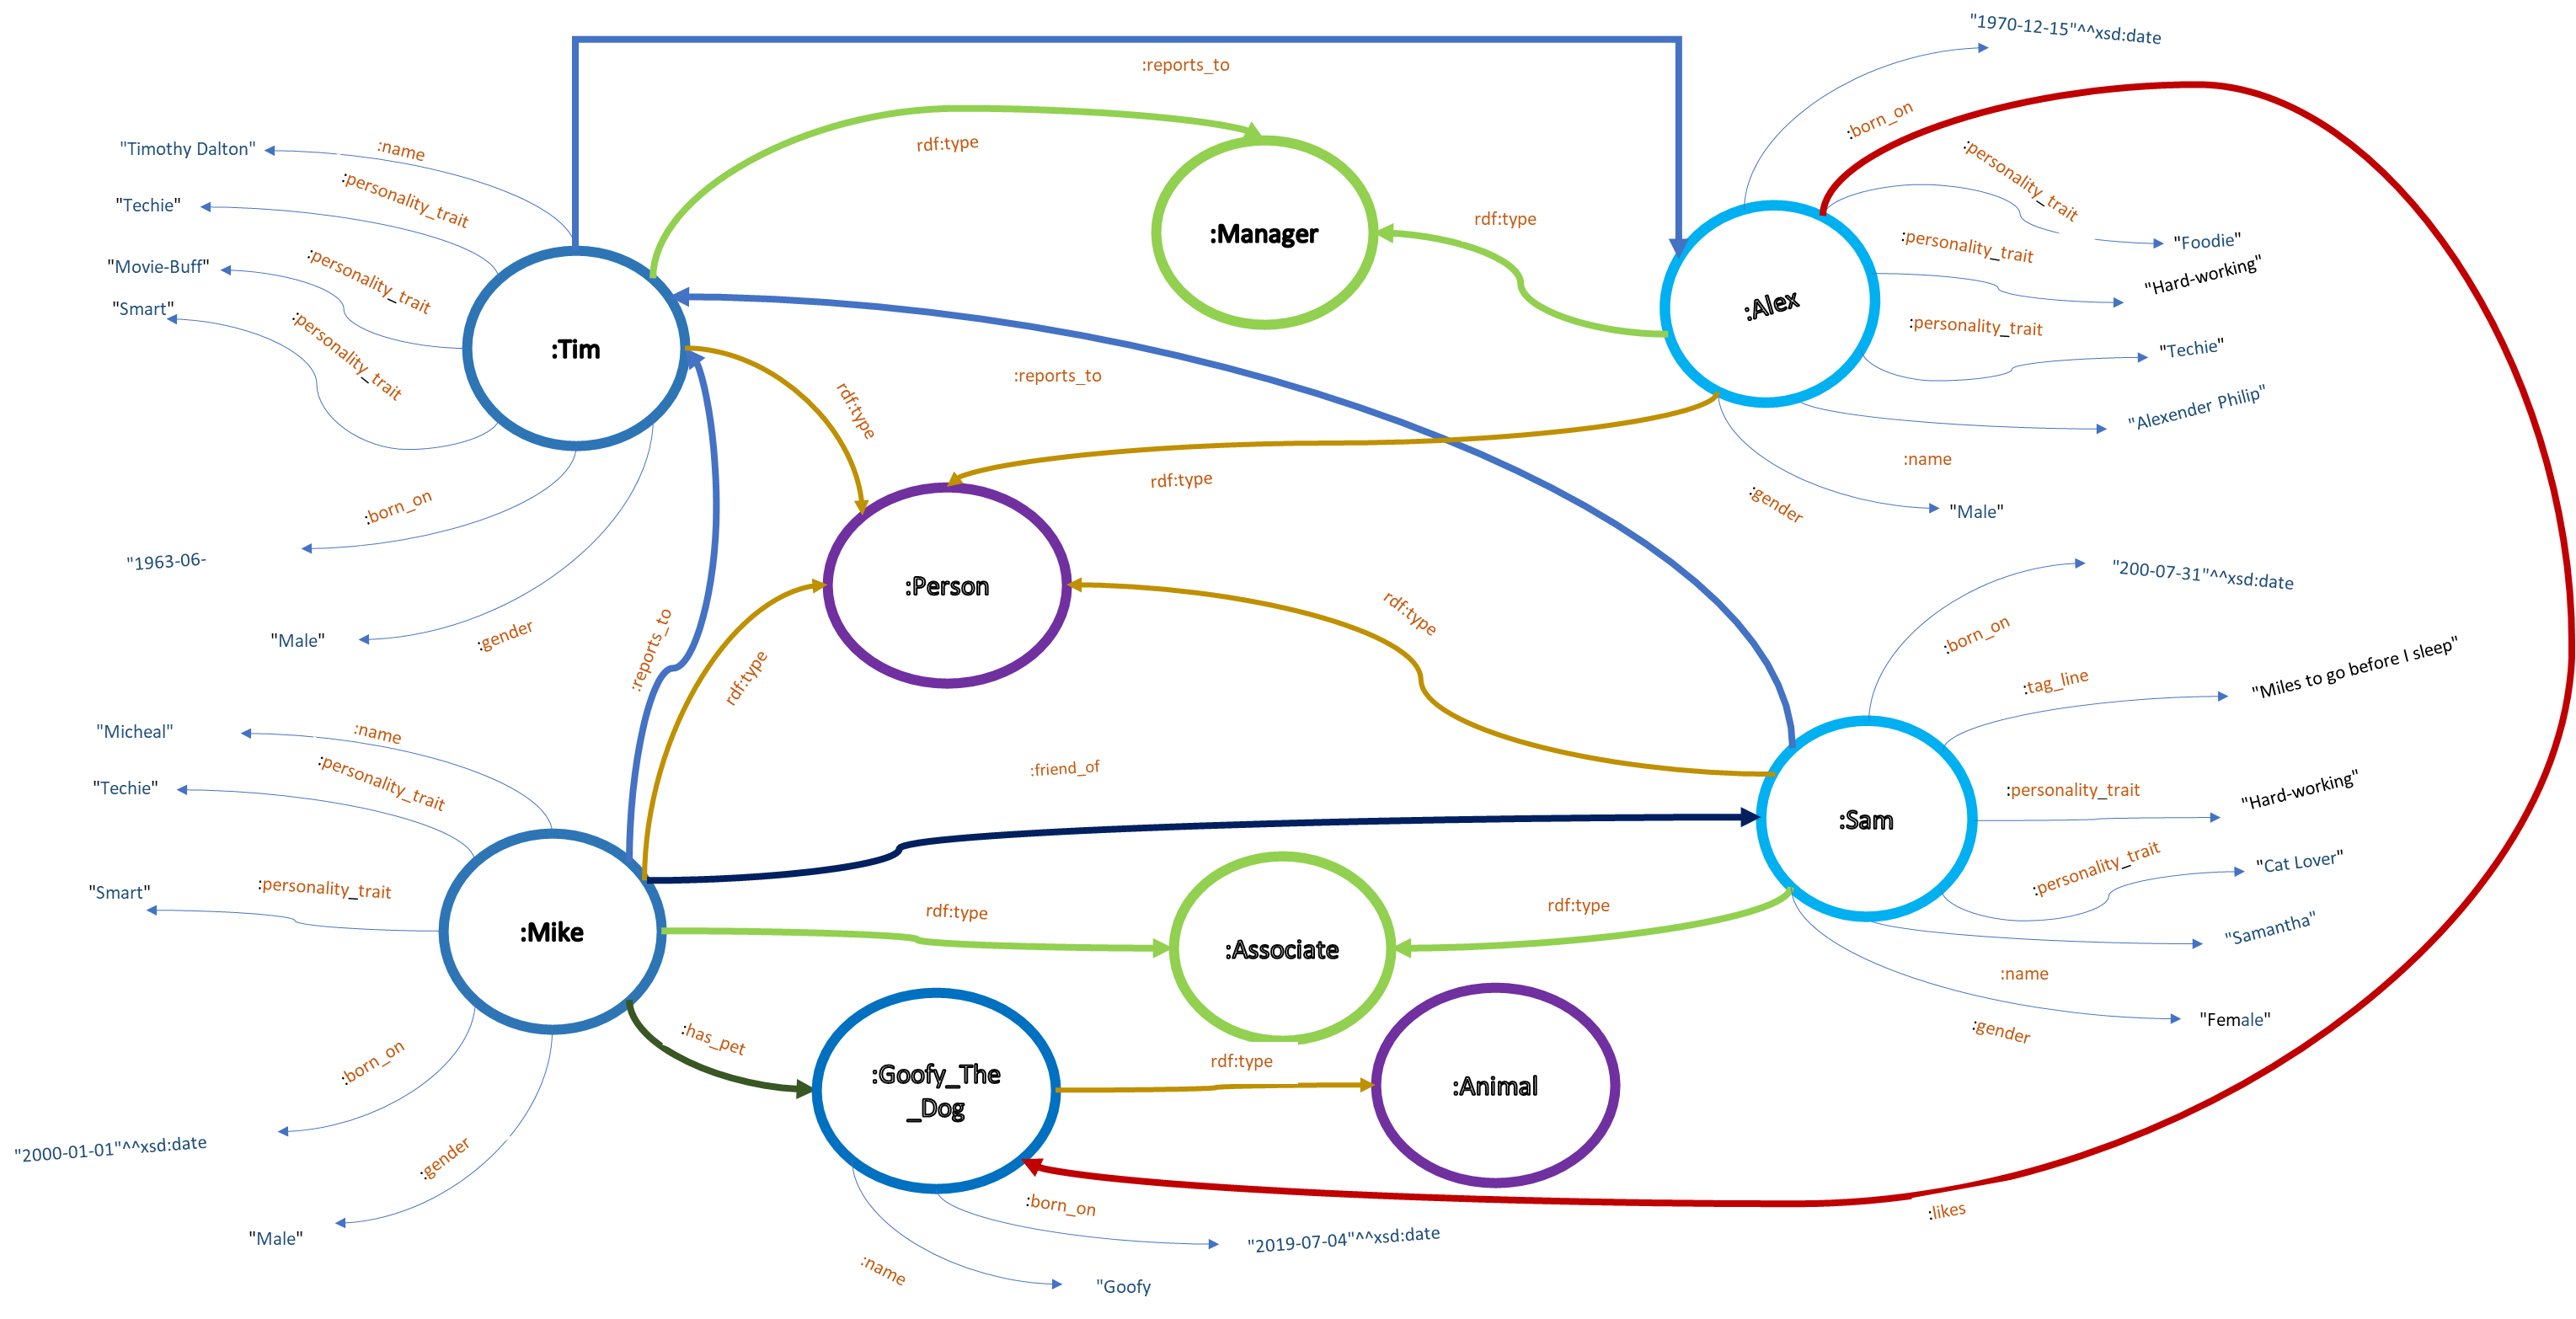 "1970-12-15"^^xsd:date
:reports_to
:born_on
rdf:type
:personality_trait
"Timothy Dalton"
:name
:personality_trait
"Techie"
rdf:type
:Manager
:personality_trait
"Foodie"
"Movie-Buff"
:personality_trait
"Hard-working"
"Smart"
:personality_trait
:Tim
:Alex
:personality_trait
"Techie"
:reports_to
rdf:type
"Alexender Philip"
:name
rdf:type
:gender
"Male"
:born_on
"1963-06-
:Person
"200-07-31"^^xsd:date
rdf:type
:born_on
"Male"
:gender
:reports_to
rdf:type
:tag_line
"Miles to go before I sleep"
"Micheal"
:name
:personality_trait
"Techie"
:friend_of
:personality_trait
"Hard-working"
:Sam
:personality_trait
"Cat Lover"
"Smart"
:personality_trait
rdf:type
rdf:type
:Mike
:Associate
"Samantha"
:name
"Female"
:gender
:has_pet
:born_on
:Goofy_The
_Dog
rdf:type
:Animal
"2000-01-01"^^xsd:date
:gender
:born_on
:likes
"Male"
"2019-07-04"^^xsd:date
:name
"Goofy